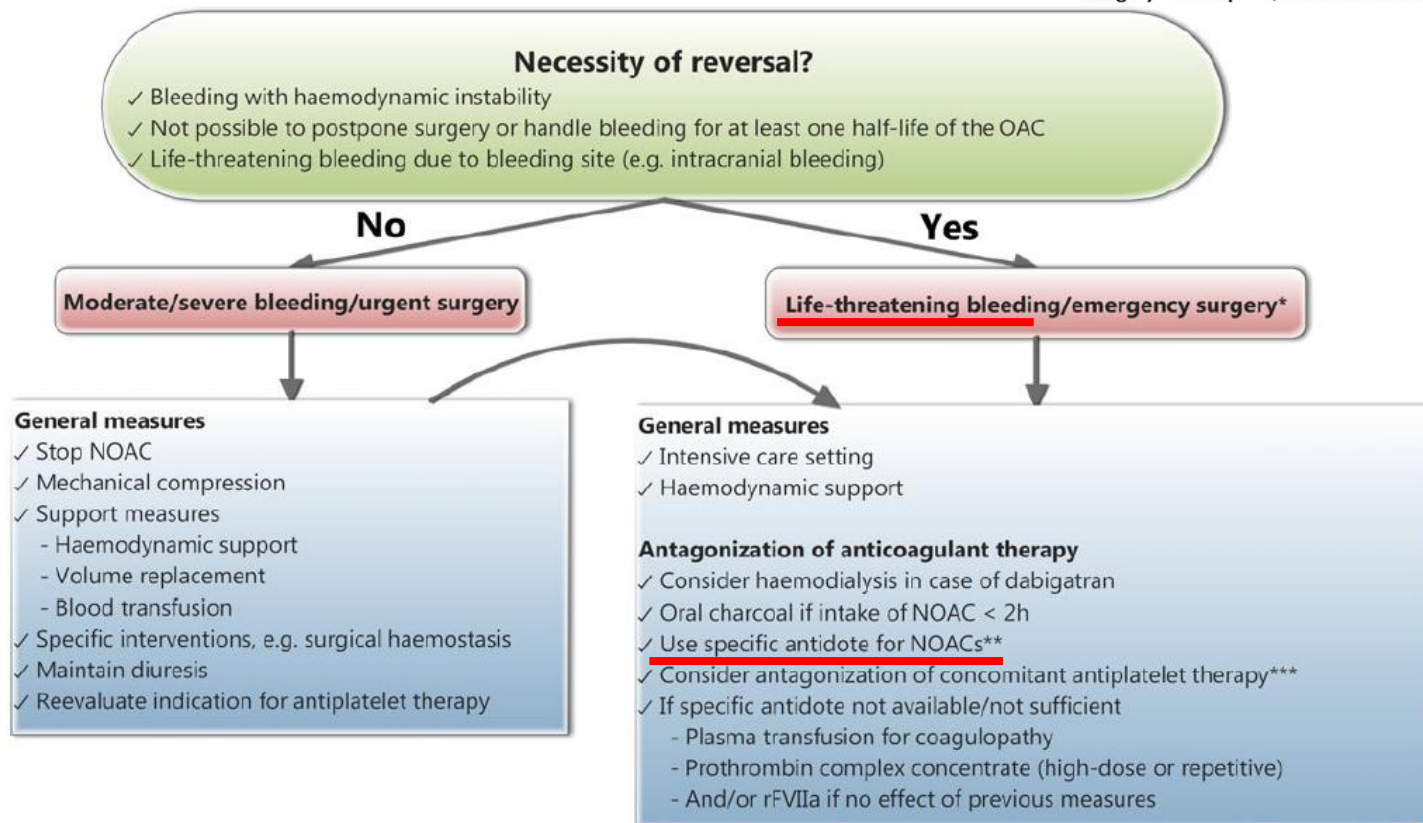 Necessity of reversal?
✓ Bleeding with haemodynamic instability
✓ Not possible to postpone surgery or handle bleeding for at least one half-life of the OAC
✓ Life-threatening bleeding due to bleeding site (e.g. intracranial bleeding)
No
Yes
Moderate/severe bleeding/urgent surgery
Life-threatening bleeding/emergency surgery*
General measures
✓ Stop NOAC
✓ Mechanical compression
✓ Support measures
- Haemodynamic support
- Volume replacement
- Blood transfusion
✓ Specific interventions, e.g. surgical haemostasis
✓ Maintain diuresis
✓ Reevaluate indication for antiplatelet therapy
General measures
✓ Intensive care setting
✓ Haemodynamic support
Antagonization of anticoagulant therapy
✓ Consider haemodialysis in case of dabigatran
✓ Oral charcoal if intake of NOAC < 2h
✓ Use specific antidote for NOACs**
✓ Consider antagonization of concomitant antiplatelet therapy***
✓ If specific antidote not available/not sufficient
- Plasma transfusion for coagulopathy
- Prothrombin complex concentrate (high-dose or repetitive)
- And/or rFVIIa if no effect of previous measures